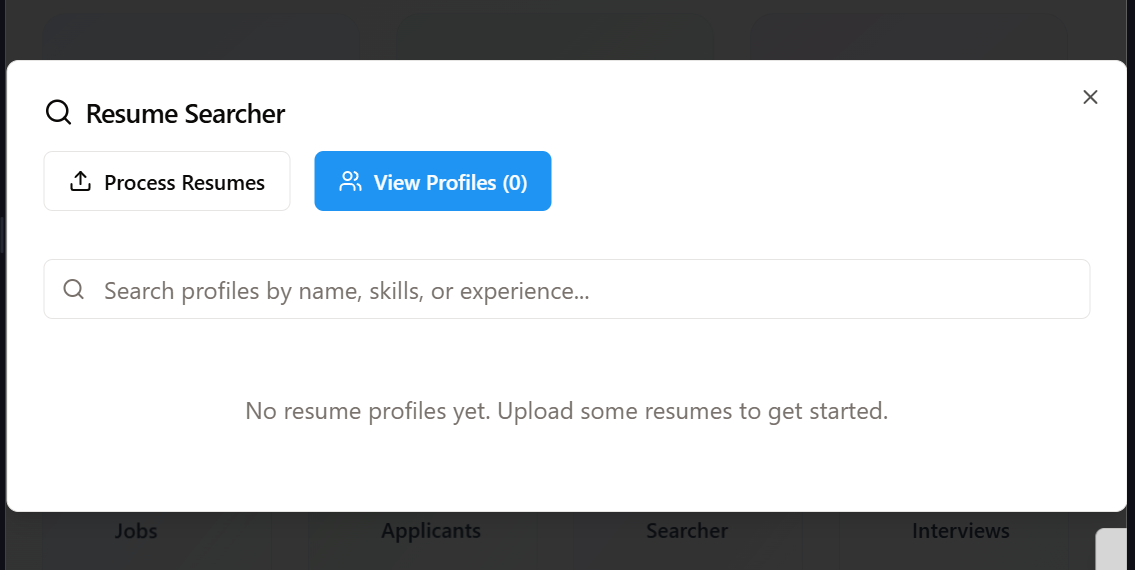 Resume Searcher
Process Resumes
View Profiles (0)
Search profiles by name, skills, or experience...
No resume profiles yet. Upload some resumes to get started.
Jobs
Applicants
Searcher
Interviews